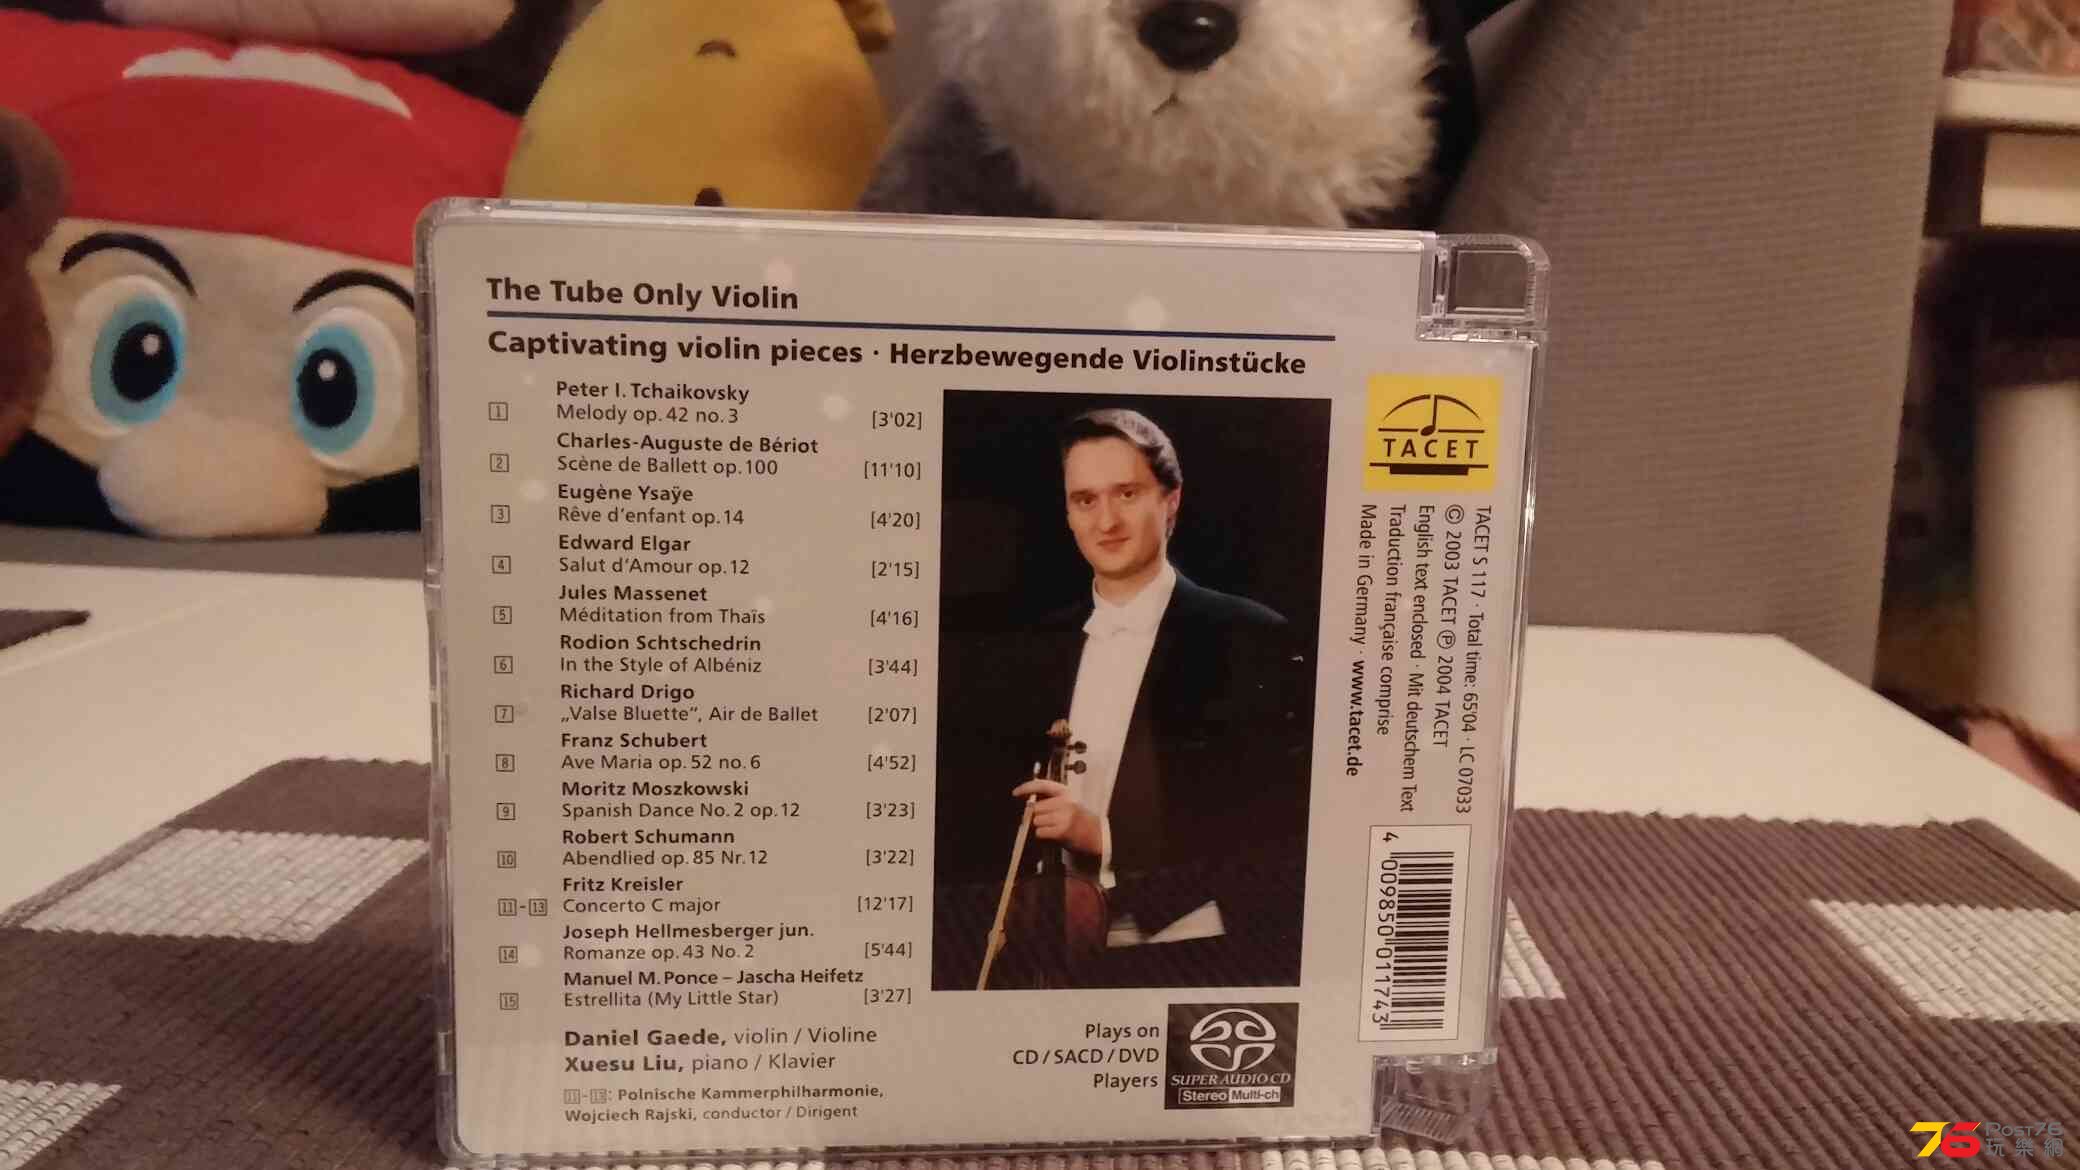 The Tube Only Violin
Captivating violin pieces · Herzbewegende Violinstücke
Peter I. Tchaikovsky
1 Melody op. 42 no. 3 [3'02]
Charles-Auguste de Bériot
2 Scène de Ballett op. 100 [11'10]
Eugène Ysaÿe
3 Rêve d'enfant op. 14 [4'20]
Edward Elgar
4 Salut d'Amour op. 12 [2'15]
Jules Massenet
5 Méditation from Thaïs [4'16]
Rodion Schtschedrin
6 In the Style of Albéniz [3'44]
Richard Drigo
7 „Valse Bluette“, Air de Ballet [2'07]
Franz Schubert
8 Ave Maria op. 52 no. 6 [4'52]
Moritz Moszkowski
9 Spanish Dance No. 2 op. 12 [3'23]
Robert Schumann
10 Abendlied op. 85 Nr. 12 [3'22]
Fritz Kreisler
11-13 Concerto C major [12'17]
Joseph Hellmesberger jun.
14 Romanze op. 43 No. 2 [5'44]
Manuel M. Ponce – Jascha Heifetz
15 Estrellita (My Little Star) [3'27]
Daniel Gaede, violin / Violine
Xuesu Liu, piano / Klavier
11-13: Polnische Kammerphilharmonie,
Wojciech Rajski, conductor / Dirigent
Plays on
CD / SACD / DVD
Players
SUPER AUDIO CD
Stereo Multi-ch
TACET
TACET S 117 · Total time: 65'04 · LC 07033
© 2003 TACET ℗ 2004 TACET
English text enclosed · Mit deutschem Text
Traduction française comprise
Made in Germany · www.tacet.de
4 009850 011743
76 POST76
玩樂網